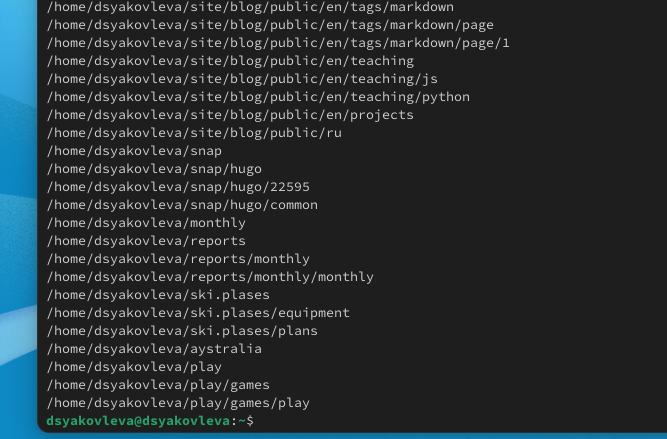 /home/dsyakovleva/site/blog/public/en/tags/markdown
/home/dsyakovleva/site/blog/public/en/tags/markdown/page
/home/dsyakovleva/site/blog/public/en/tags/markdown/page/1
/home/dsyakovleva/site/blog/public/en/teaching
/home/dsyakovleva/site/blog/public/en/teaching/js
/home/dsyakovleva/site/blog/public/en/teaching/python
/home/dsyakovleva/site/blog/public/en/projects
/home/dsyakovleva/site/blog/public/ru
/home/dsyakovleva/snap
/home/dsyakovleva/snap/hugo
/home/dsyakovleva/snap/hugo/22595
/home/dsyakovleva/snap/hugo/common
/home/dsyakovleva/monthly
/home/dsyakovleva/reports
/home/dsyakovleva/reports/monthly
/home/dsyakovleva/reports/monthly/monthly
/home/dsyakovleva/ski.plases
/home/dsyakovleva/ski.plases/equipment
/home/dsyakovleva/ski.plases/plans
/home/dsyakovleva/aystralia
/home/dsyakovleva/play
/home/dsyakovleva/play/games
/home/dsyakovleva/play/games/play
dsyakovleva@dsyakovleva:~$